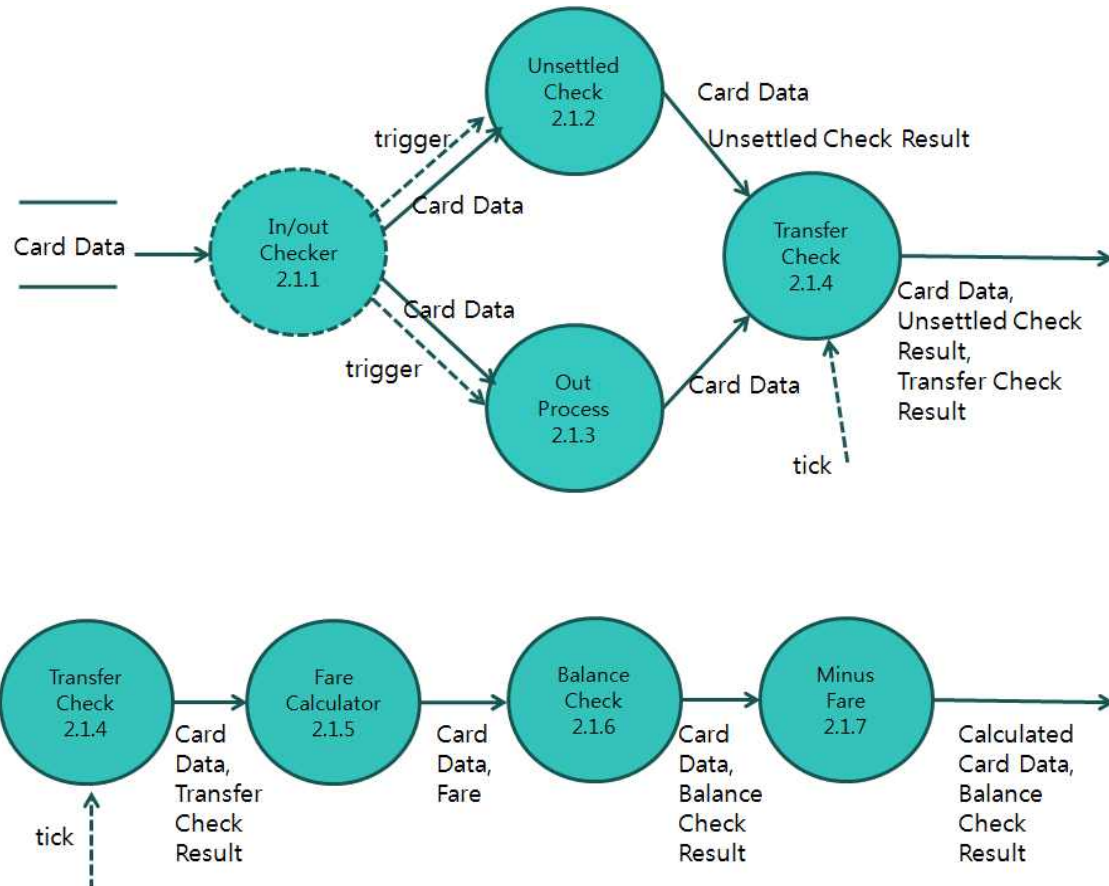 Unsettled
Check
2.1.2
Card Data
trigger
Unsettled Check Result
Card Data
In/out
Checker
2.1.1
Card Data
Transfer
Check
2.1.4
Card Data
trigger
Card Data,
Unsettled Check
Result,
Transfer Check
Result
Out
Process
2.1.3
Card Data
tick
Transfer
Check
2.1.4
Fare
Calculator
2.1.5
Balance
Check
2.1.6
Minus
Fare
2.1.7
Card
Data,
Transfer
Check
Result
Card
Data,
Fare
Card
Data,
Balance
Check
Result
Calculated
Card Data,
Balance
Check
Result
tick